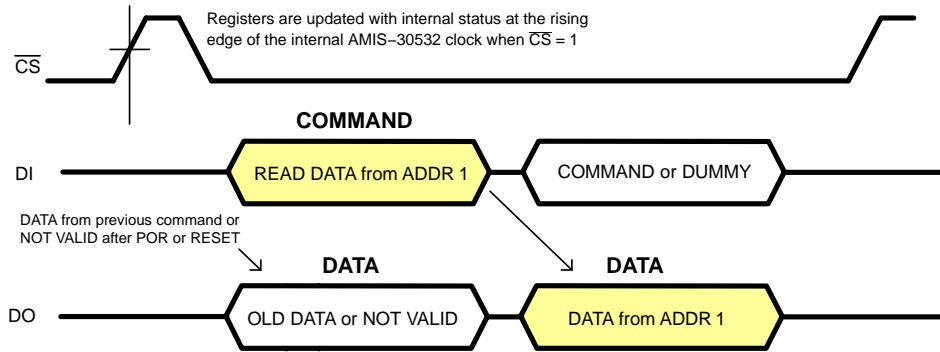 Registers are updated with internal status at the rising
edge of the internal AMIS−30532 clock when C̅S̅ = 1
C̅S̅
COMMAND
DI
READ DATA from ADDR 1
COMMAND or DUMMY
DATA from previous command or
NOT VALID after POR or RESET
DATA
DATA
DO
OLD DATA or NOT VALID
DATA from ADDR 1